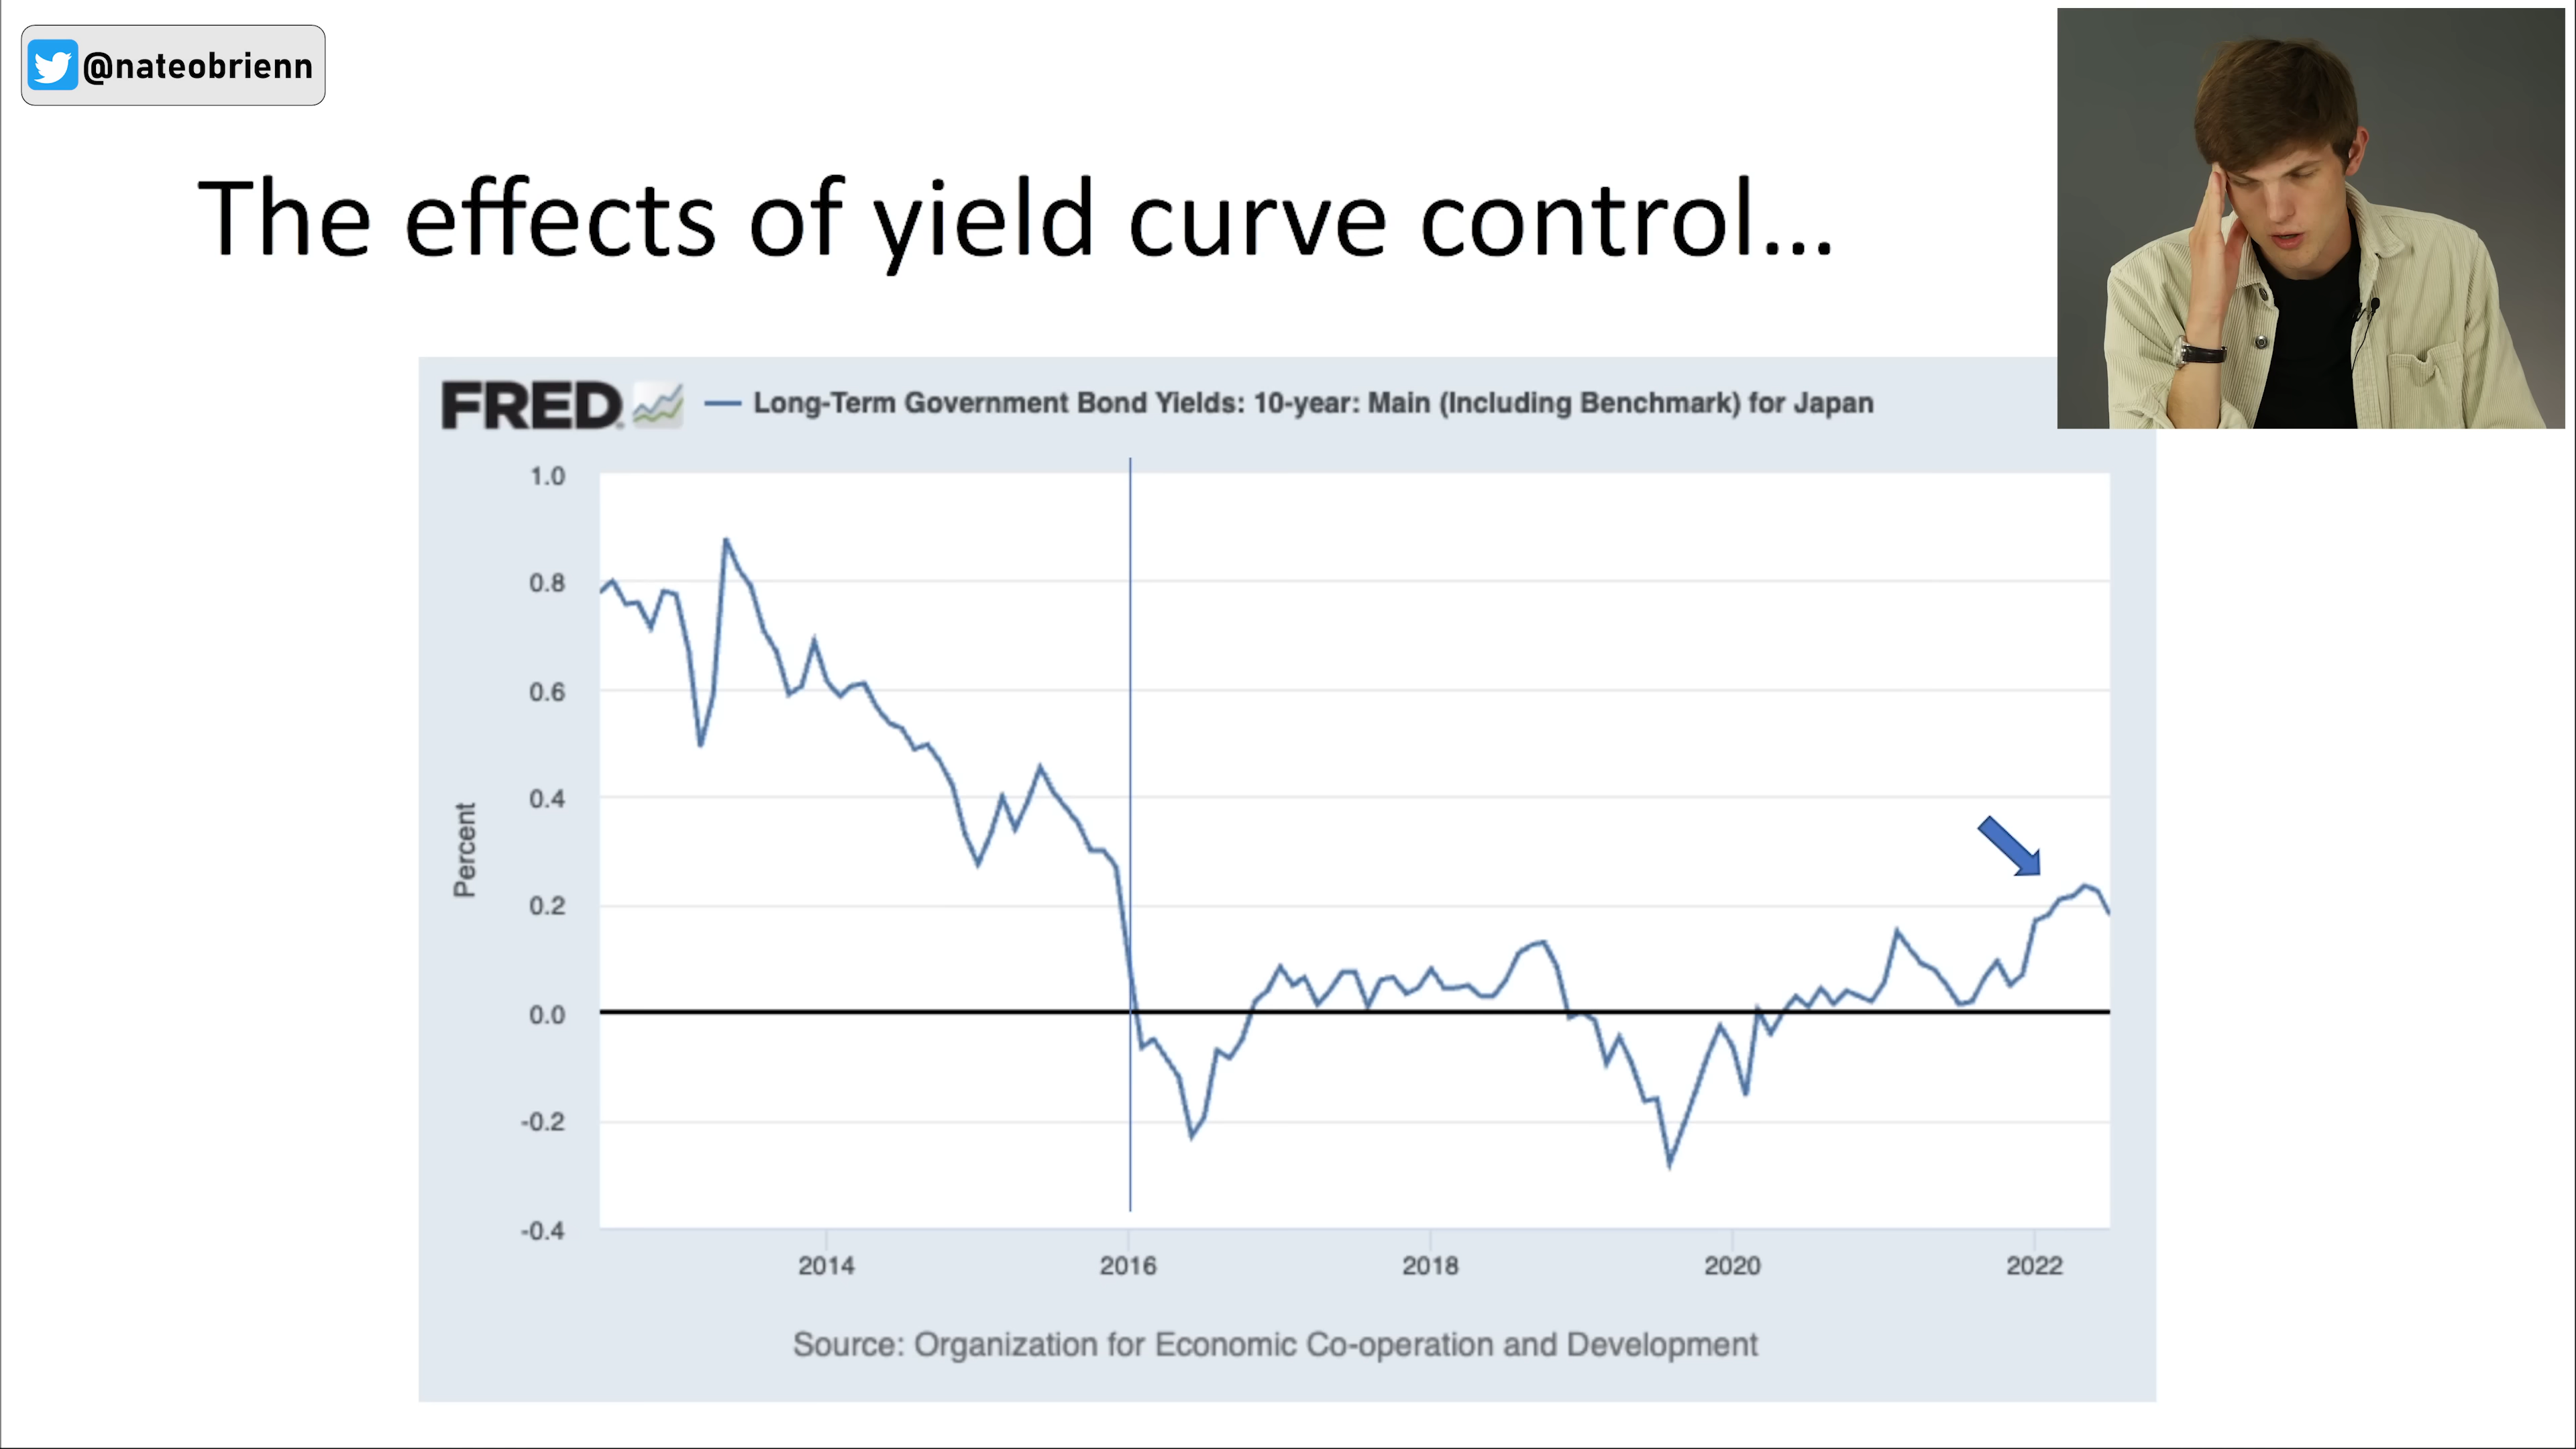 @nateobrienn
The effects of yield curve control...
FRED Long-Term Government Bond Yields: 10-year: Main (Including Benchmark) for Japan
1.0
0.8
0.6
0.4
0.2
0.0
-0.2
-0.4
Percent
2014 2016 2018 2020 2022
Source: Organization for Economic Co-operation and Development